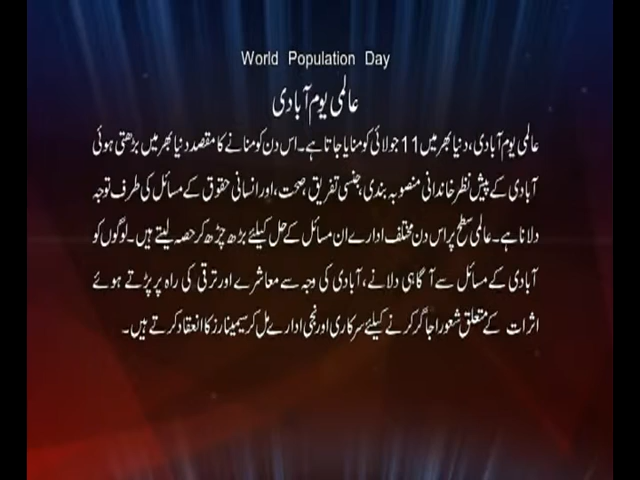 World Population Day
عالمی یوم آبادی
عالمی یوم آبادی، دنیا بھر میں 11 جولائی کو منایا جاتا ہے۔ اس دن کو منانے کا مقصد دنیا بھر میں بڑھتی ہوئی
آبادی کے پیش نظر خاندانی منصوبہ بندی، جنسی تفریق، صحت، اور انسانی حقوق کے مسائل کی طرف توجہ
دلانا ہے۔ عالمی سطح پر اس دن مختلف ادارے ان مسائل کے حل کیلئے بڑھ چڑھ کر حصہ لیتے ہیں۔ لوگوں کو
آبادی کے مسائل سے آگاہی دلانے، آبادی کی وجہ سے معاشرے اور ترقی کی راہ پر پڑتے ہوئے
اثرات کے متعلق شعور اجاگر کرنے کیلئے سرکاری اور نجی ادارے مل کر سیمینارز کا انعقاد کرتے ہیں۔